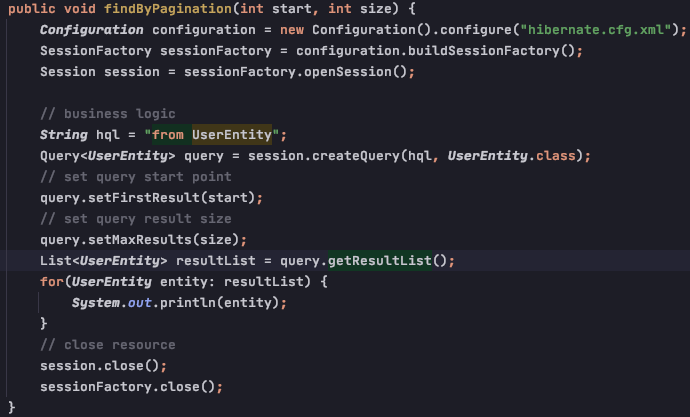 public void findByPagination(int start, int size) {
    Configuration configuration = new Configuration().configure("hibernate.cfg.xml");
    SessionFactory sessionFactory = configuration.buildSessionFactory();
    Session session = sessionFactory.openSession();

    // business logic
    String hql = "from UserEntity";
    Query<UserEntity> query = session.createQuery(hql, UserEntity.class);
    // set query start point
    query.setFirstResult(start);
    // set query result size
    query.setMaxResults(size);
    List<UserEntity> resultList = query.getResultList();
    for(UserEntity entity: resultList) {
        System.out.println(entity);
    }
    // close resource
    session.close();
    sessionFactory.close();
}